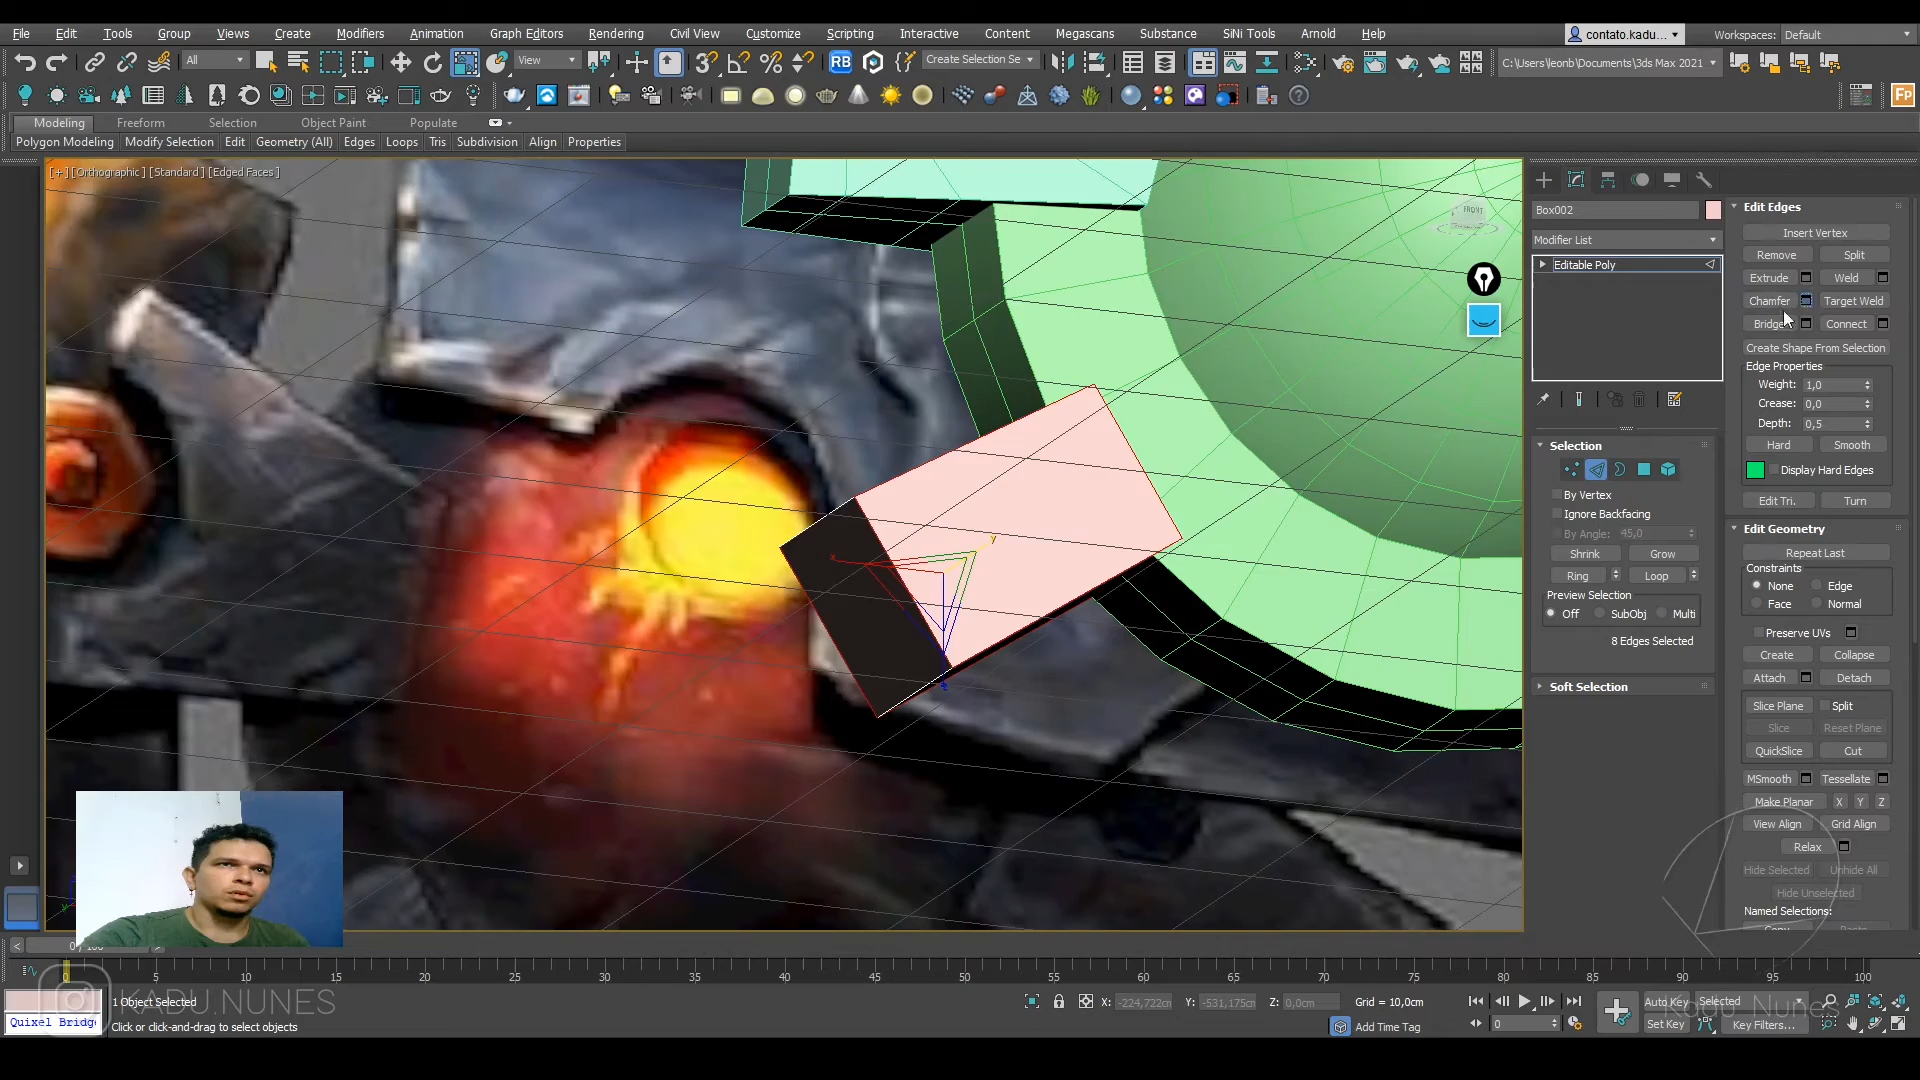 File Edit Tools Group Views Create Modifiers Animation Graph Editors Rendering Civil View Customize Scripting Interactive Content Megascans Substance SiNi Tools Arnold Help contato.kadu... Workspaces: Default
All View RB Create Selection Se C:\Users\leonb\Documents\3ds Max 2021
Fp
Modeling Freeform Selection Object Paint Populate
Polygon Modeling Modify Selection Edit Geometry (All) Edges Loops Tris Subdivision Align Properties
[+] [Orthographic] [Standard] [Edged Faces]
FRONT
x
y
z
Box002
Modifier List
Editable Poly
Selection
By Vertex
Ignore Backfacing
By Angle: 45,0
Shrink Grow
Ring Loop
Preview Selection
Off SubObj Multi
8 Edges Selected
Soft Selection
Edit Edges
Insert Vertex
Remove Split
Extrude Weld
Chamfer Target Weld
Bridge Connect
Create Shape From Selection
Edge Properties
Weight: 1,0
Crease: 0,0
Depth: 0,5
Hard Smooth
Display Hard Edges
Edit Tri. Turn
Edit Geometry
Repeat Last
Constraints
None Edge
Face Normal
Preserve UVs
Create Collapse
Attach Detach
Slice Plane Split
Slice Reset Plane
QuickSlice Cut
MSmooth Tessellate
Make Planar X Y Z
View Align Grid Align
Relax
Hide Selected Unhide All
Hide Unselected
Named Selections:
Copy Paste
0 / 100
0 5 10 15 20 25 30 35 40 45 50 55 60 65 70 75 80 85 90 95 100
KADU.NUNES
1 Object Selected
Quixel Bridge
Click or click-and-drag to select objects
X: -224,722cm Y: -531,175cm Z: 0,0cm Grid = 10,0cm
Add Time Tag
0
Auto Key Selected
Set Key Key Filters...
Kadu_Nunes